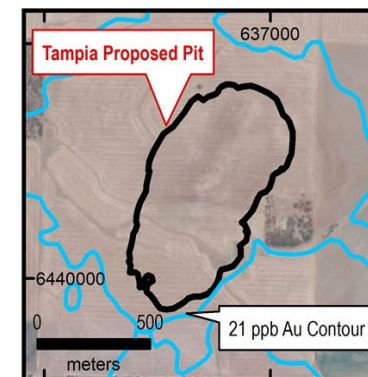 637000
Tampia Proposed Pit
6440000
0 500
21 ppb Au Contour
meters